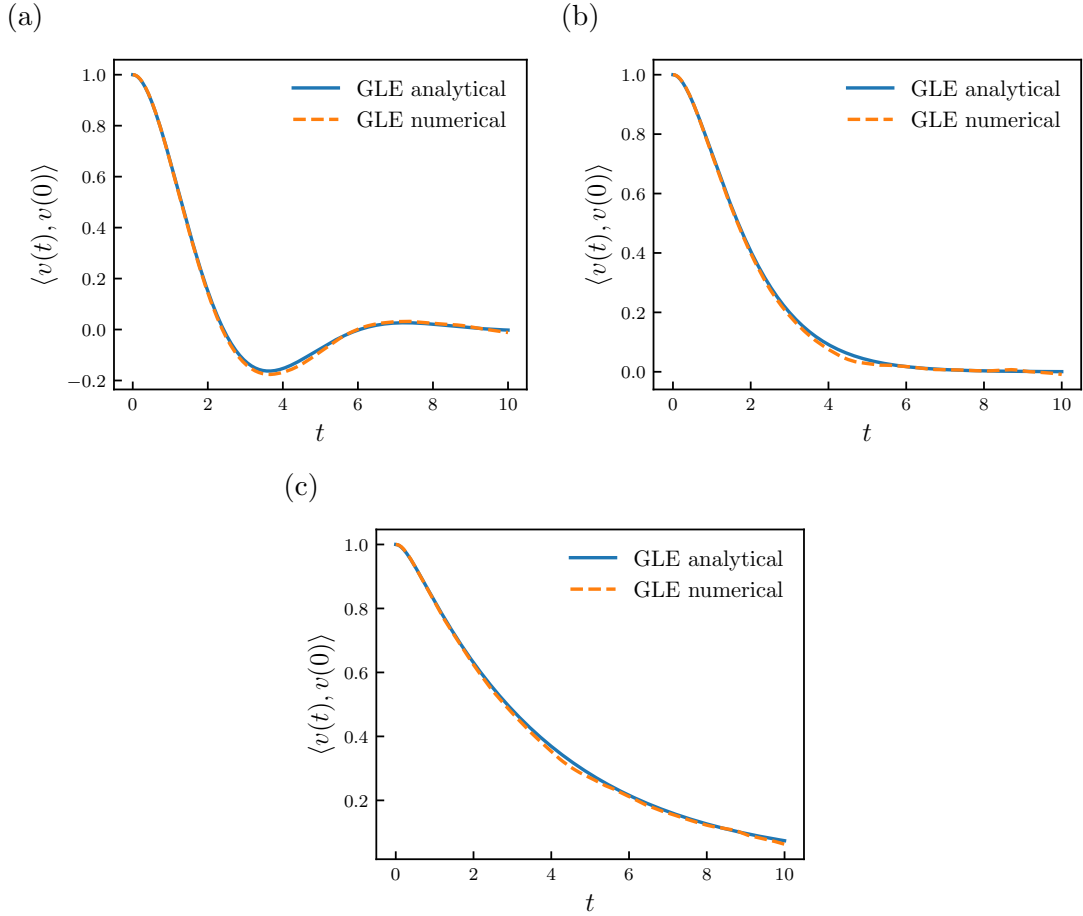 (a)
1.0
0.8
0.6
0.4
0.2
0.0
−0.2
⟨v(t), v(0)⟩
GLE analytical
GLE numerical
0 2 4 6 8 10
t
(b)
1.0
0.8
0.6
0.4
0.2
0.0
⟨v(t), v(0)⟩
GLE analytical
GLE numerical
0 2 4 6 8 10
t
(c)
1.0
0.8
0.6
0.4
0.2
⟨v(t), v(0)⟩
GLE analytical
GLE numerical
0 2 4 6 8 10
t